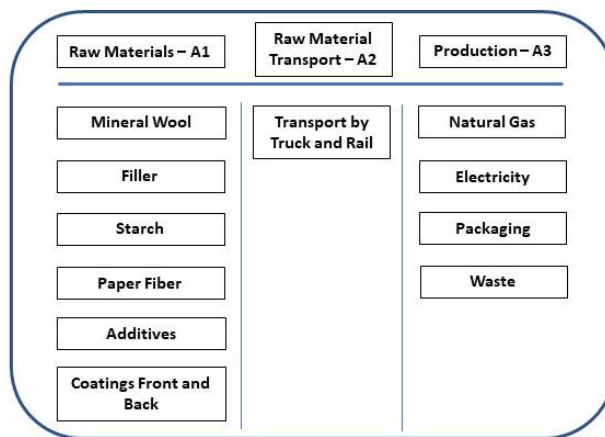 Raw Materials – A1
Raw Material
Transport – A2
Production – A3
Mineral Wool
Filler
Starch
Paper Fiber
Additives
Coatings Front and
Back
Transport by
Truck and Rail
Natural Gas
Electricity
Packaging
Waste